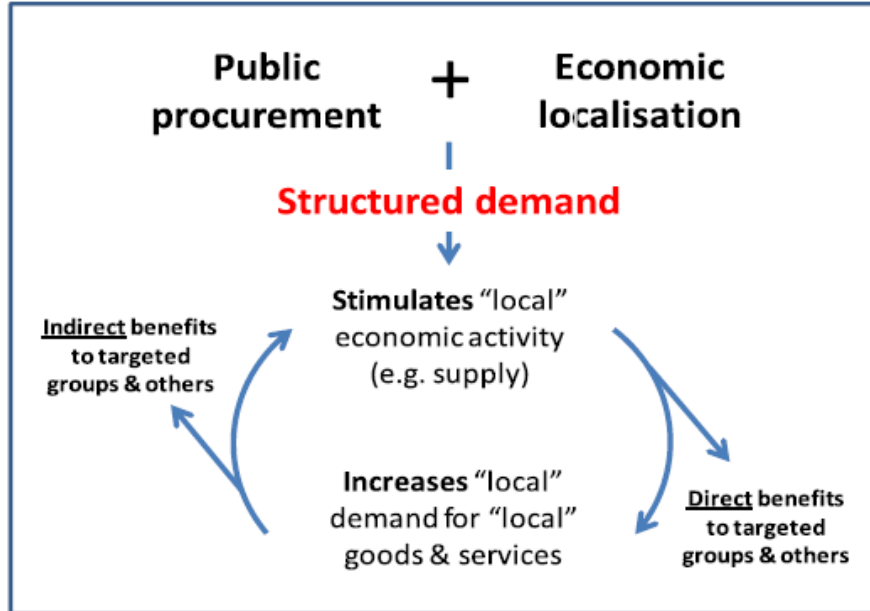 Public
procurement
+
Economic
localisation
Structured demand
Stimulates “local”
economic activity
(e.g. supply)
Indirect benefits
to targeted
groups & others
Increases “local”
demand for “local”
goods & services
Direct benefits
to targeted
groups & others